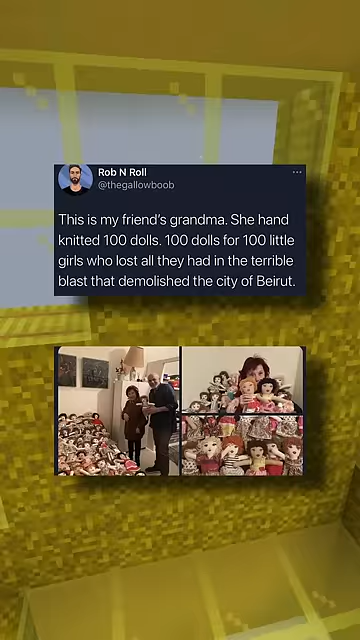 Rob N Roll
@thegallowboob
This is my friend's grandma. She hand
knitted 100 dolls. 100 dolls for 100 little
girls who lost all they had in the terrible
blast that demolished the city of Beirut.